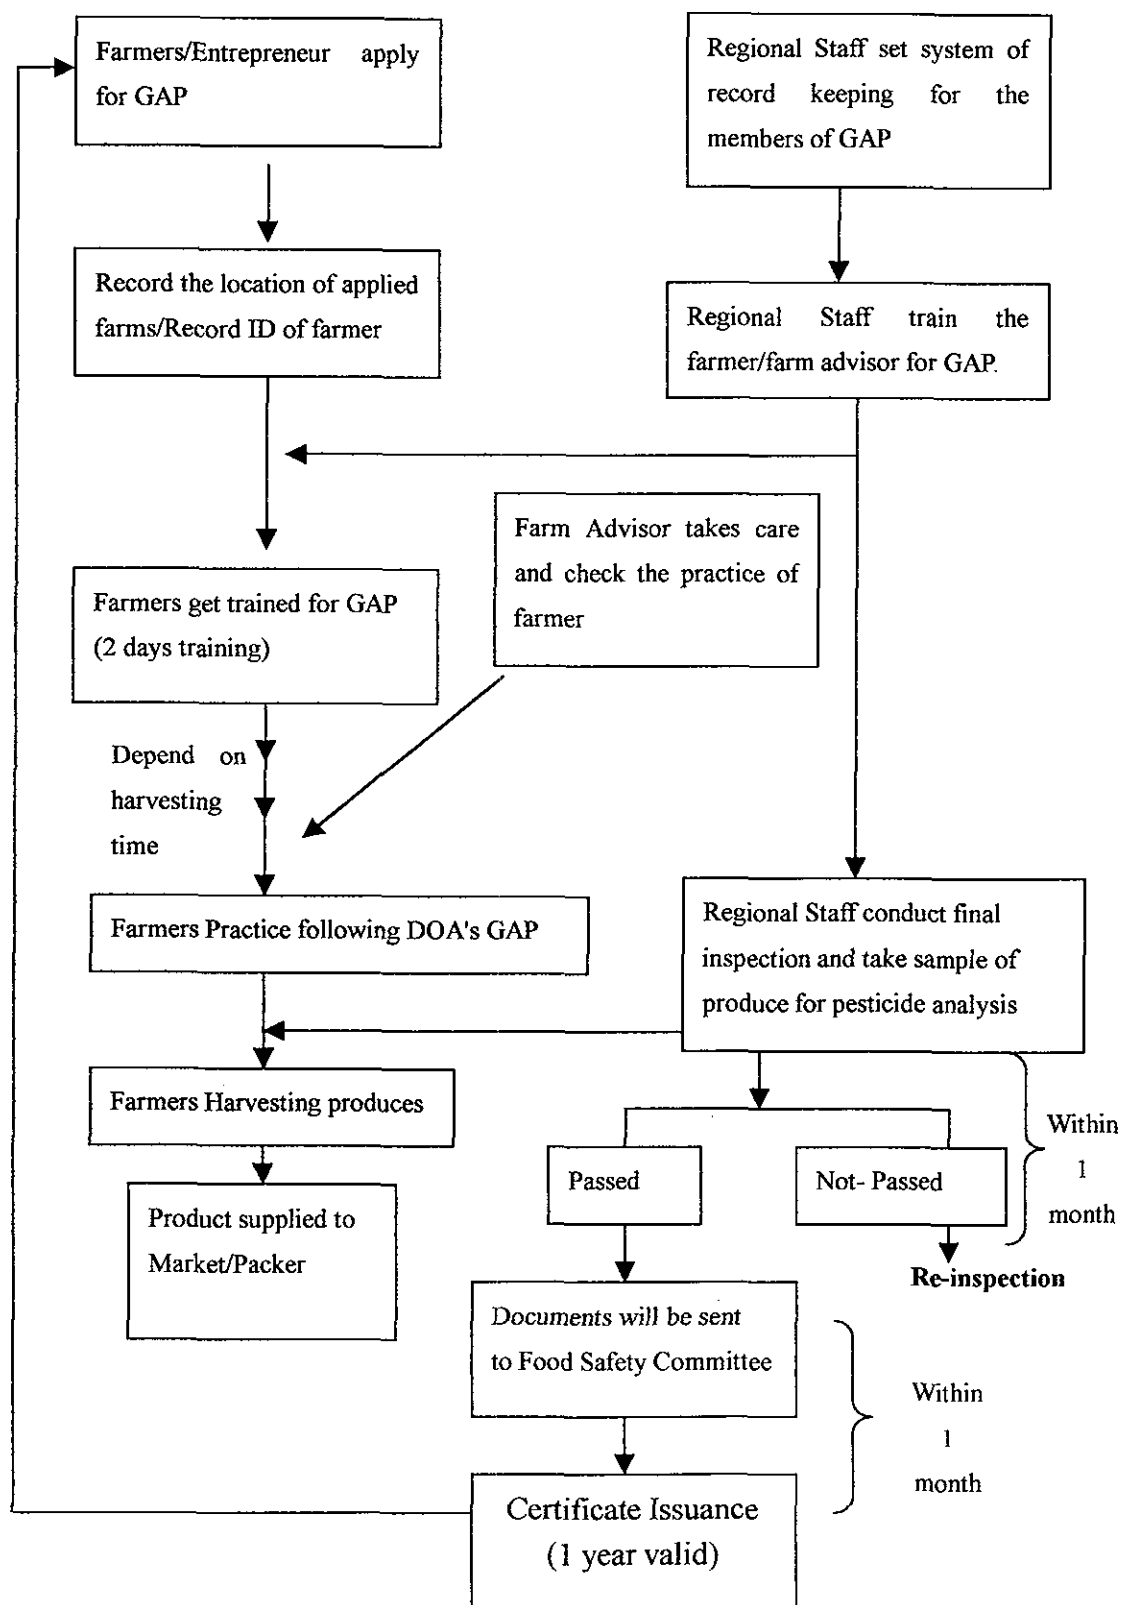 Farmers/Entrepreneur apply
for GAP
Regional Staff set system of
record keeping for the
members of GAP
Record the location of applied
farms/Record ID of farmer
Regional Staff train the
farmer/farm advisor for GAP.
Farm Advisor takes care
and check the practice of
farmer
Farmers get trained for GAP
(2 days training)
Depend on
harvesting
time
Farmers Practice following DOA's GAP
Regional Staff conduct final
inspection and take sample of
produce for pesticide analysis
Farmers Harvesting produces
Within
1
month
Passed
Not- Passed
Product supplied to
Market/Packer
Re-inspection
Documents will be sent
to Food Safety Committee
Within
1
month
Certificate Issuance
(1 year valid)